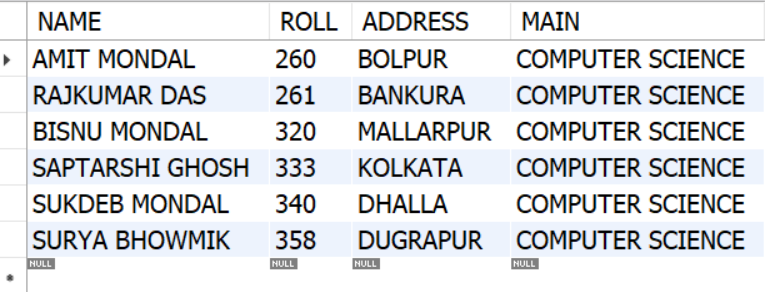 NAME ROLL ADDRESS MAIN
AMIT MONDAL 260 BOLPUR COMPUTER SCIENCE
RAJKUMAR DAS 261 BANKURA COMPUTER SCIENCE
BISNU MONDAL 320 MALLARPUR COMPUTER SCIENCE
SAPTARSHI GHOSH 333 KOLKATA COMPUTER SCIENCE
SUKDEB MONDAL 340 DHALLA COMPUTER SCIENCE
SURYA BHOWMIK 358 DUGRAPUR COMPUTER SCIENCE
NULL NULL NULL NULL